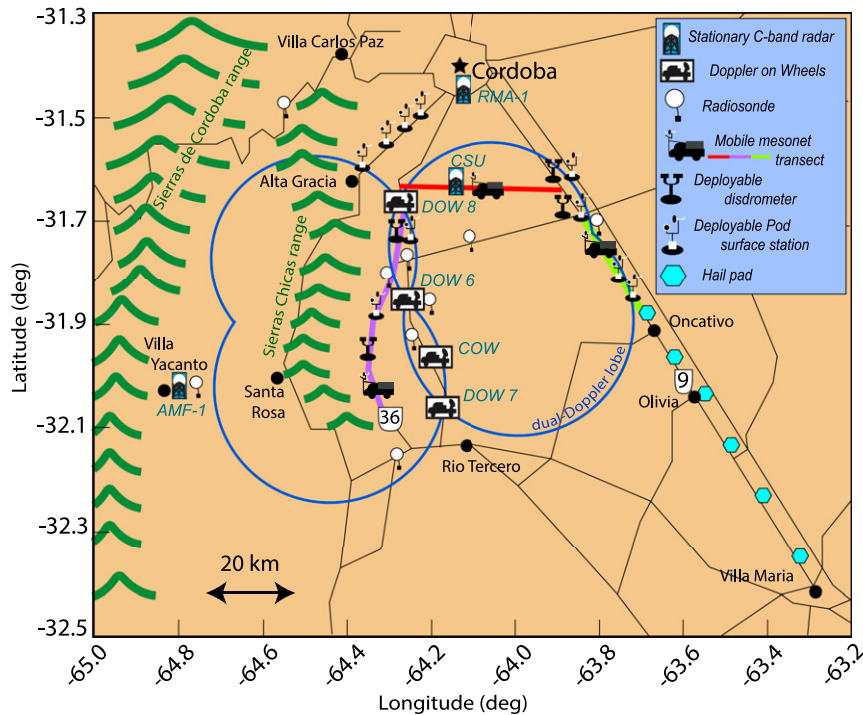 -31.3
-31.5
-31.7
-31.9
-32.1
-32.3
-32.5
Latitude (deg)
-65.0
-64.8
-64.6
-64.4
-64.2
-64.0
-63.8
-63.6
-63.4
-63.2
Longitude (deg)
Villa Carlos Paz
Cordoba
RMA-1
Sierras de Cordoba range
CSU
Alta Gracia
DOW 8
Sierras Chicas range
DOW 6
Oncativo
Villa
Yacanto
COW
AMF-1
Santa
Rosa
9
Olivia
DOW 7
36
dual-Doppler lobe
Rio Tercero
20 km
Villa Maria
Stationary C-band radar
Doppler on Wheels
Radiosonde
Mobile mesonet
transect
Deployable
disdrometer
Deployable Pod
surface station
Hail pad